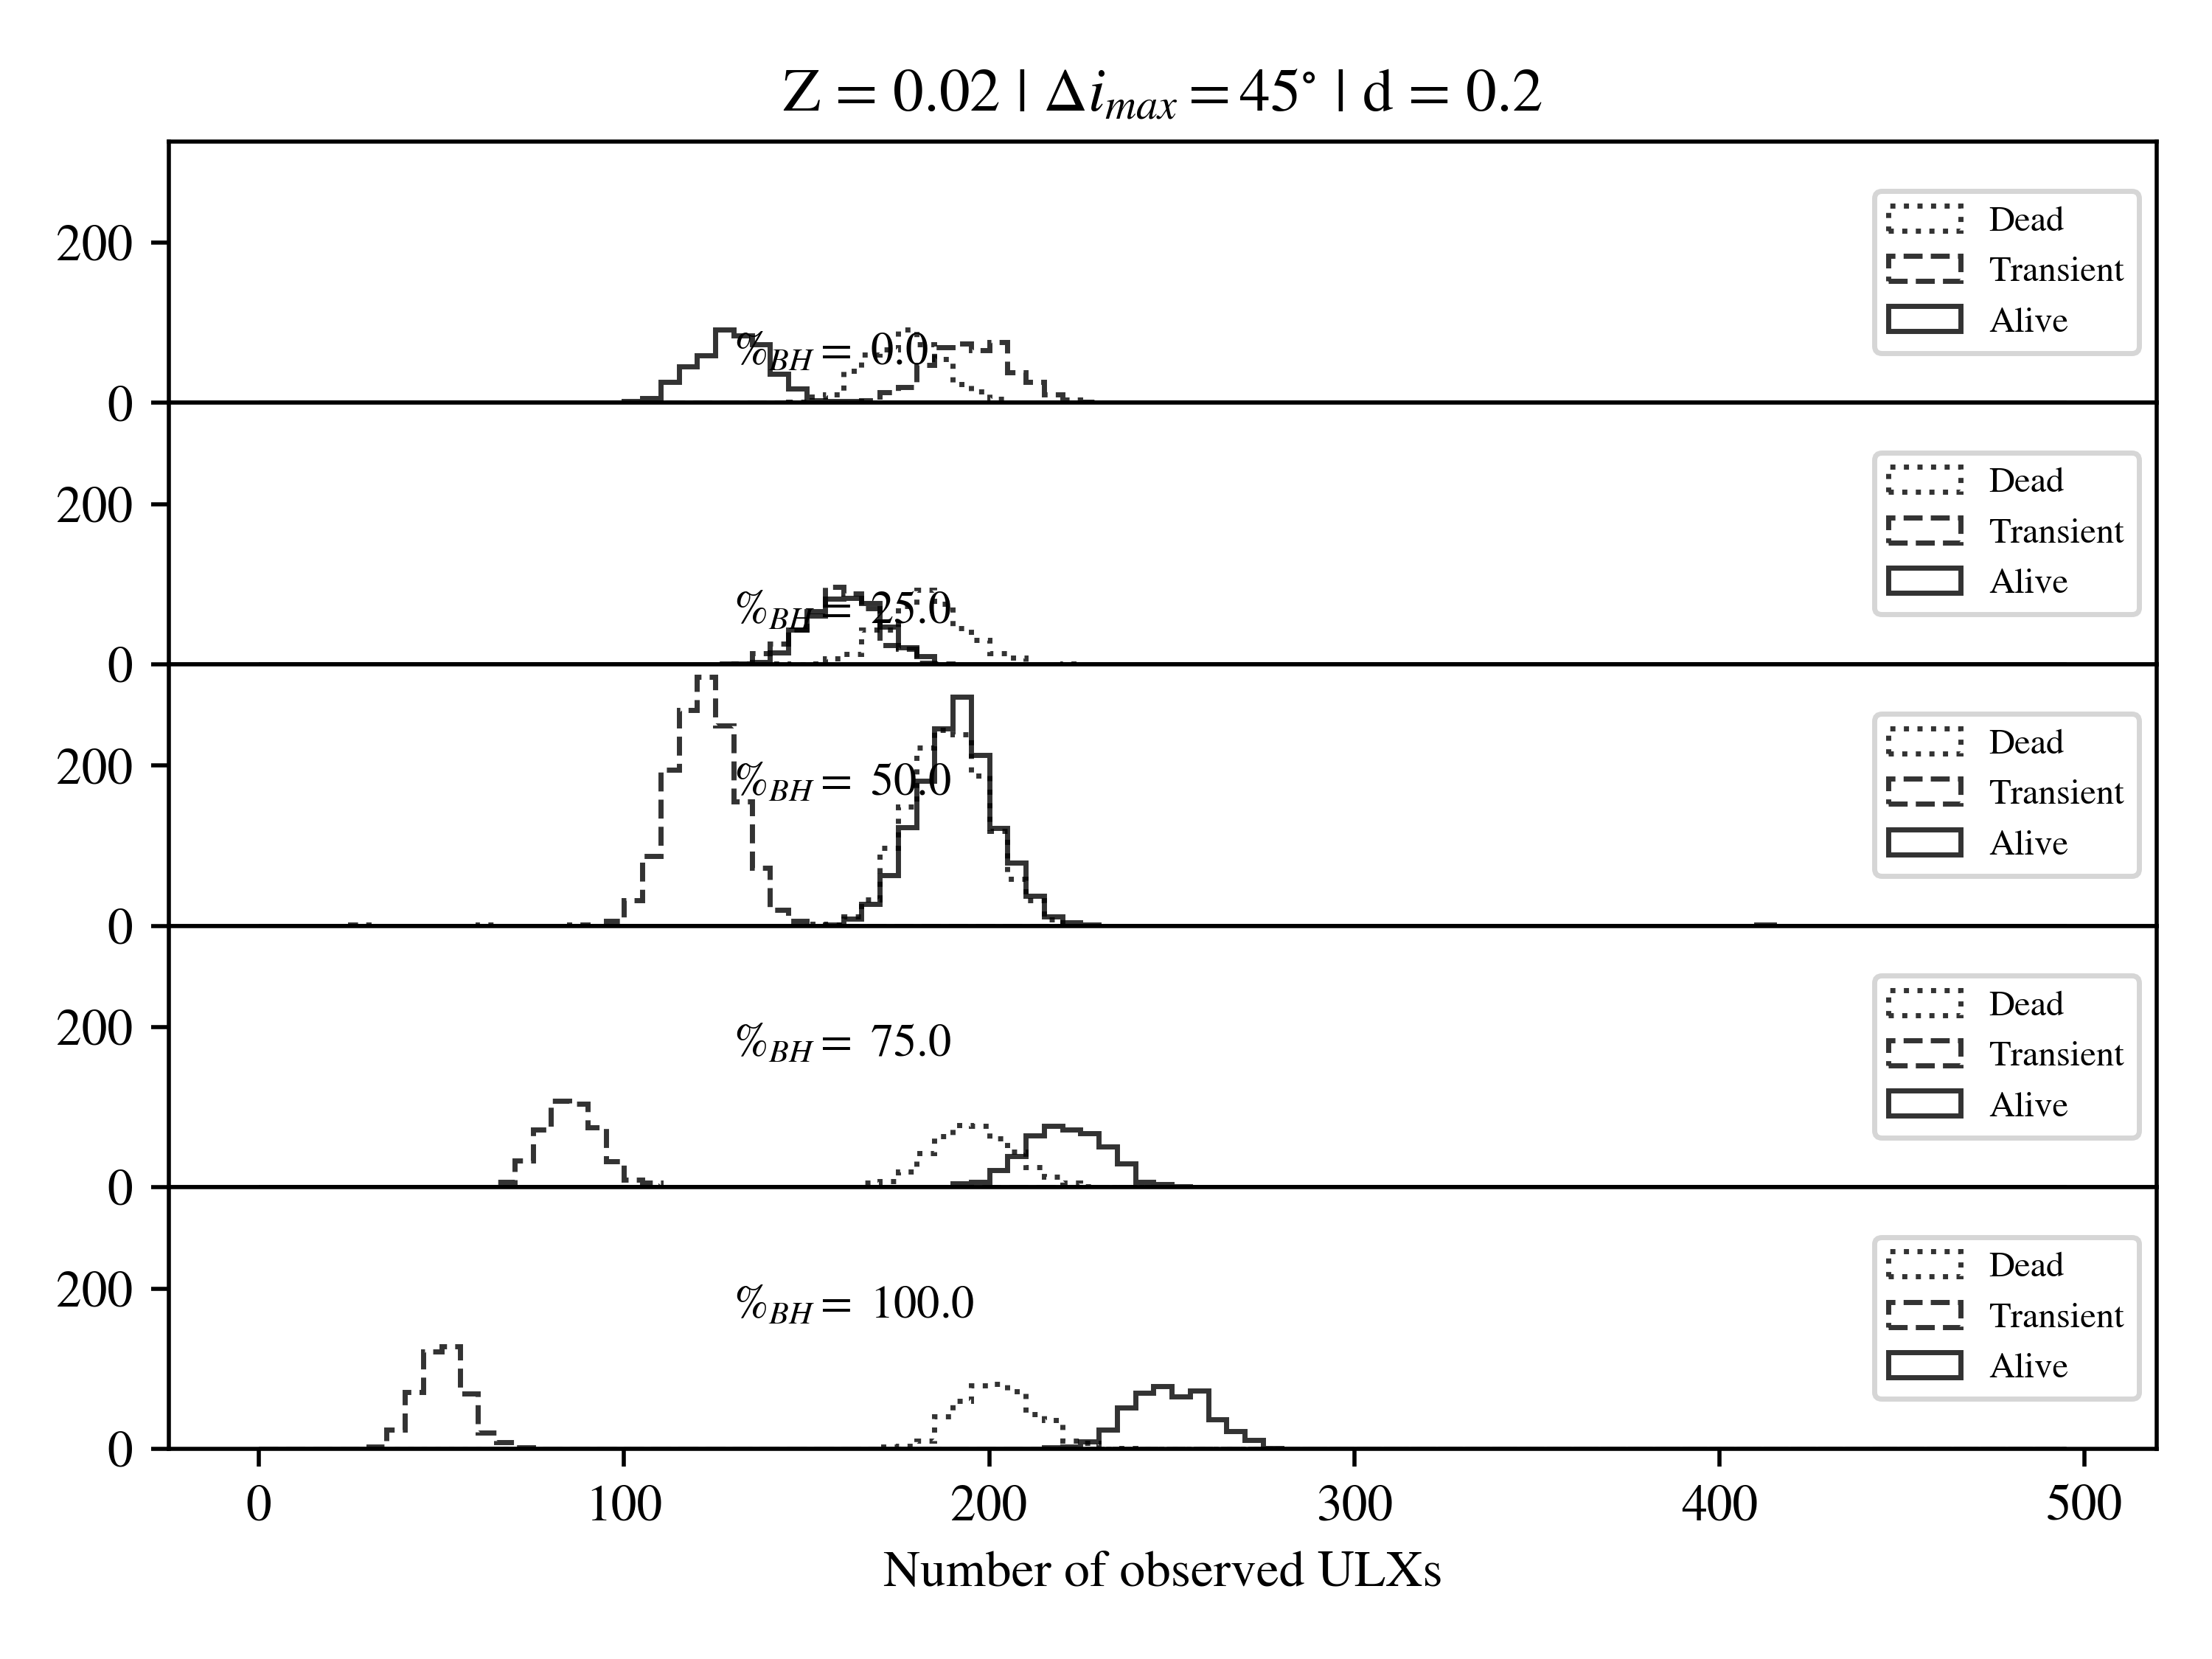 Z = 0.02 | Δi_max = 45° | d = 0.2
200
0
%_BH = 0.0
Dead
Transient
Alive
200
0
%_BH = 25.0
Dead
Transient
Alive
200
0
%_BH = 50.0
Dead
Transient
Alive
200
0
%_BH = 75.0
Dead
Transient
Alive
200
0
%_BH = 100.0
Dead
Transient
Alive
0 100 200 300 400 500
Number of observed ULXs